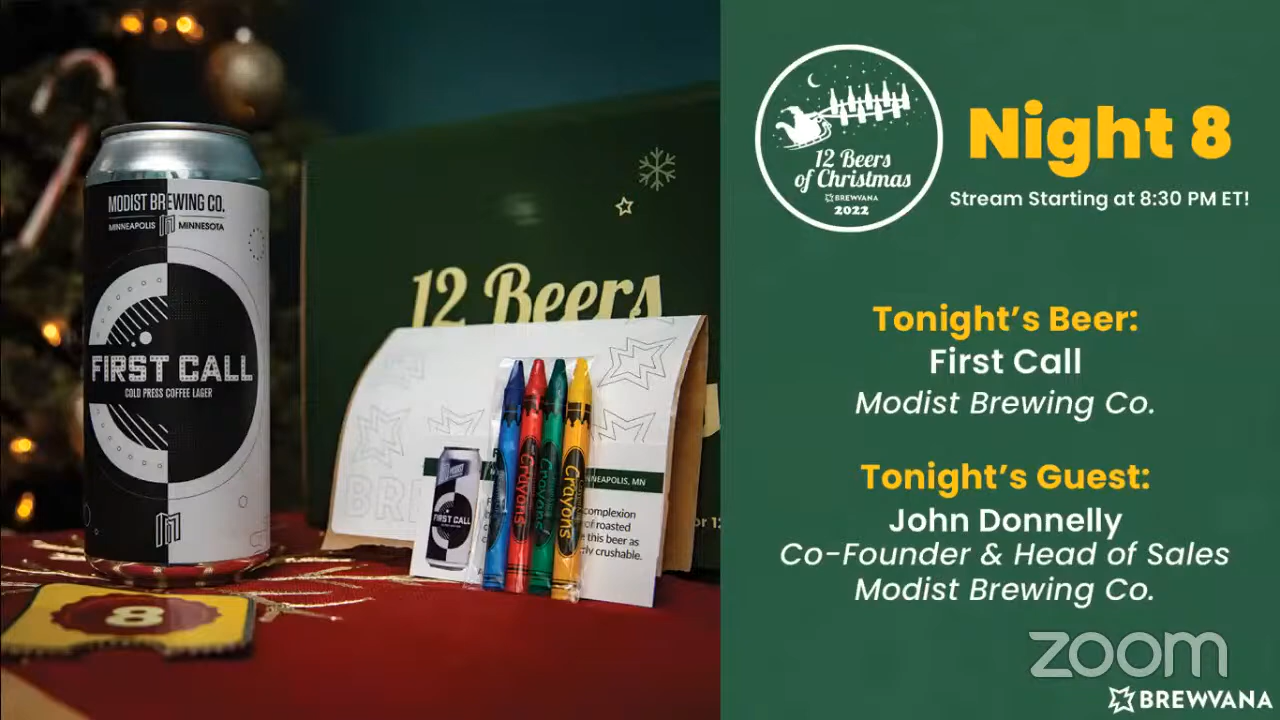 MODIST BREWING CO.
MINNEAPOLIS MINNESOTA
FIRST CALL
COLD PRESS COFFEE LAGER
8
12 Beers
Crayons
Crayons
Crayons
FIRST CALL
MINNEAPOLIS, MN
complexion
of roasted
this beer as
crushable.
12 Beers
of Christmas
BREWVANA
2022
Night 8
Stream Starting at 8:30 PM ET!
Tonight's Beer:
First Call
Modist Brewing Co.
Tonight's Guest:
John Donnelly
Co-Founder & Head of Sales
Modist Brewing Co.
zoom
BREWVANA